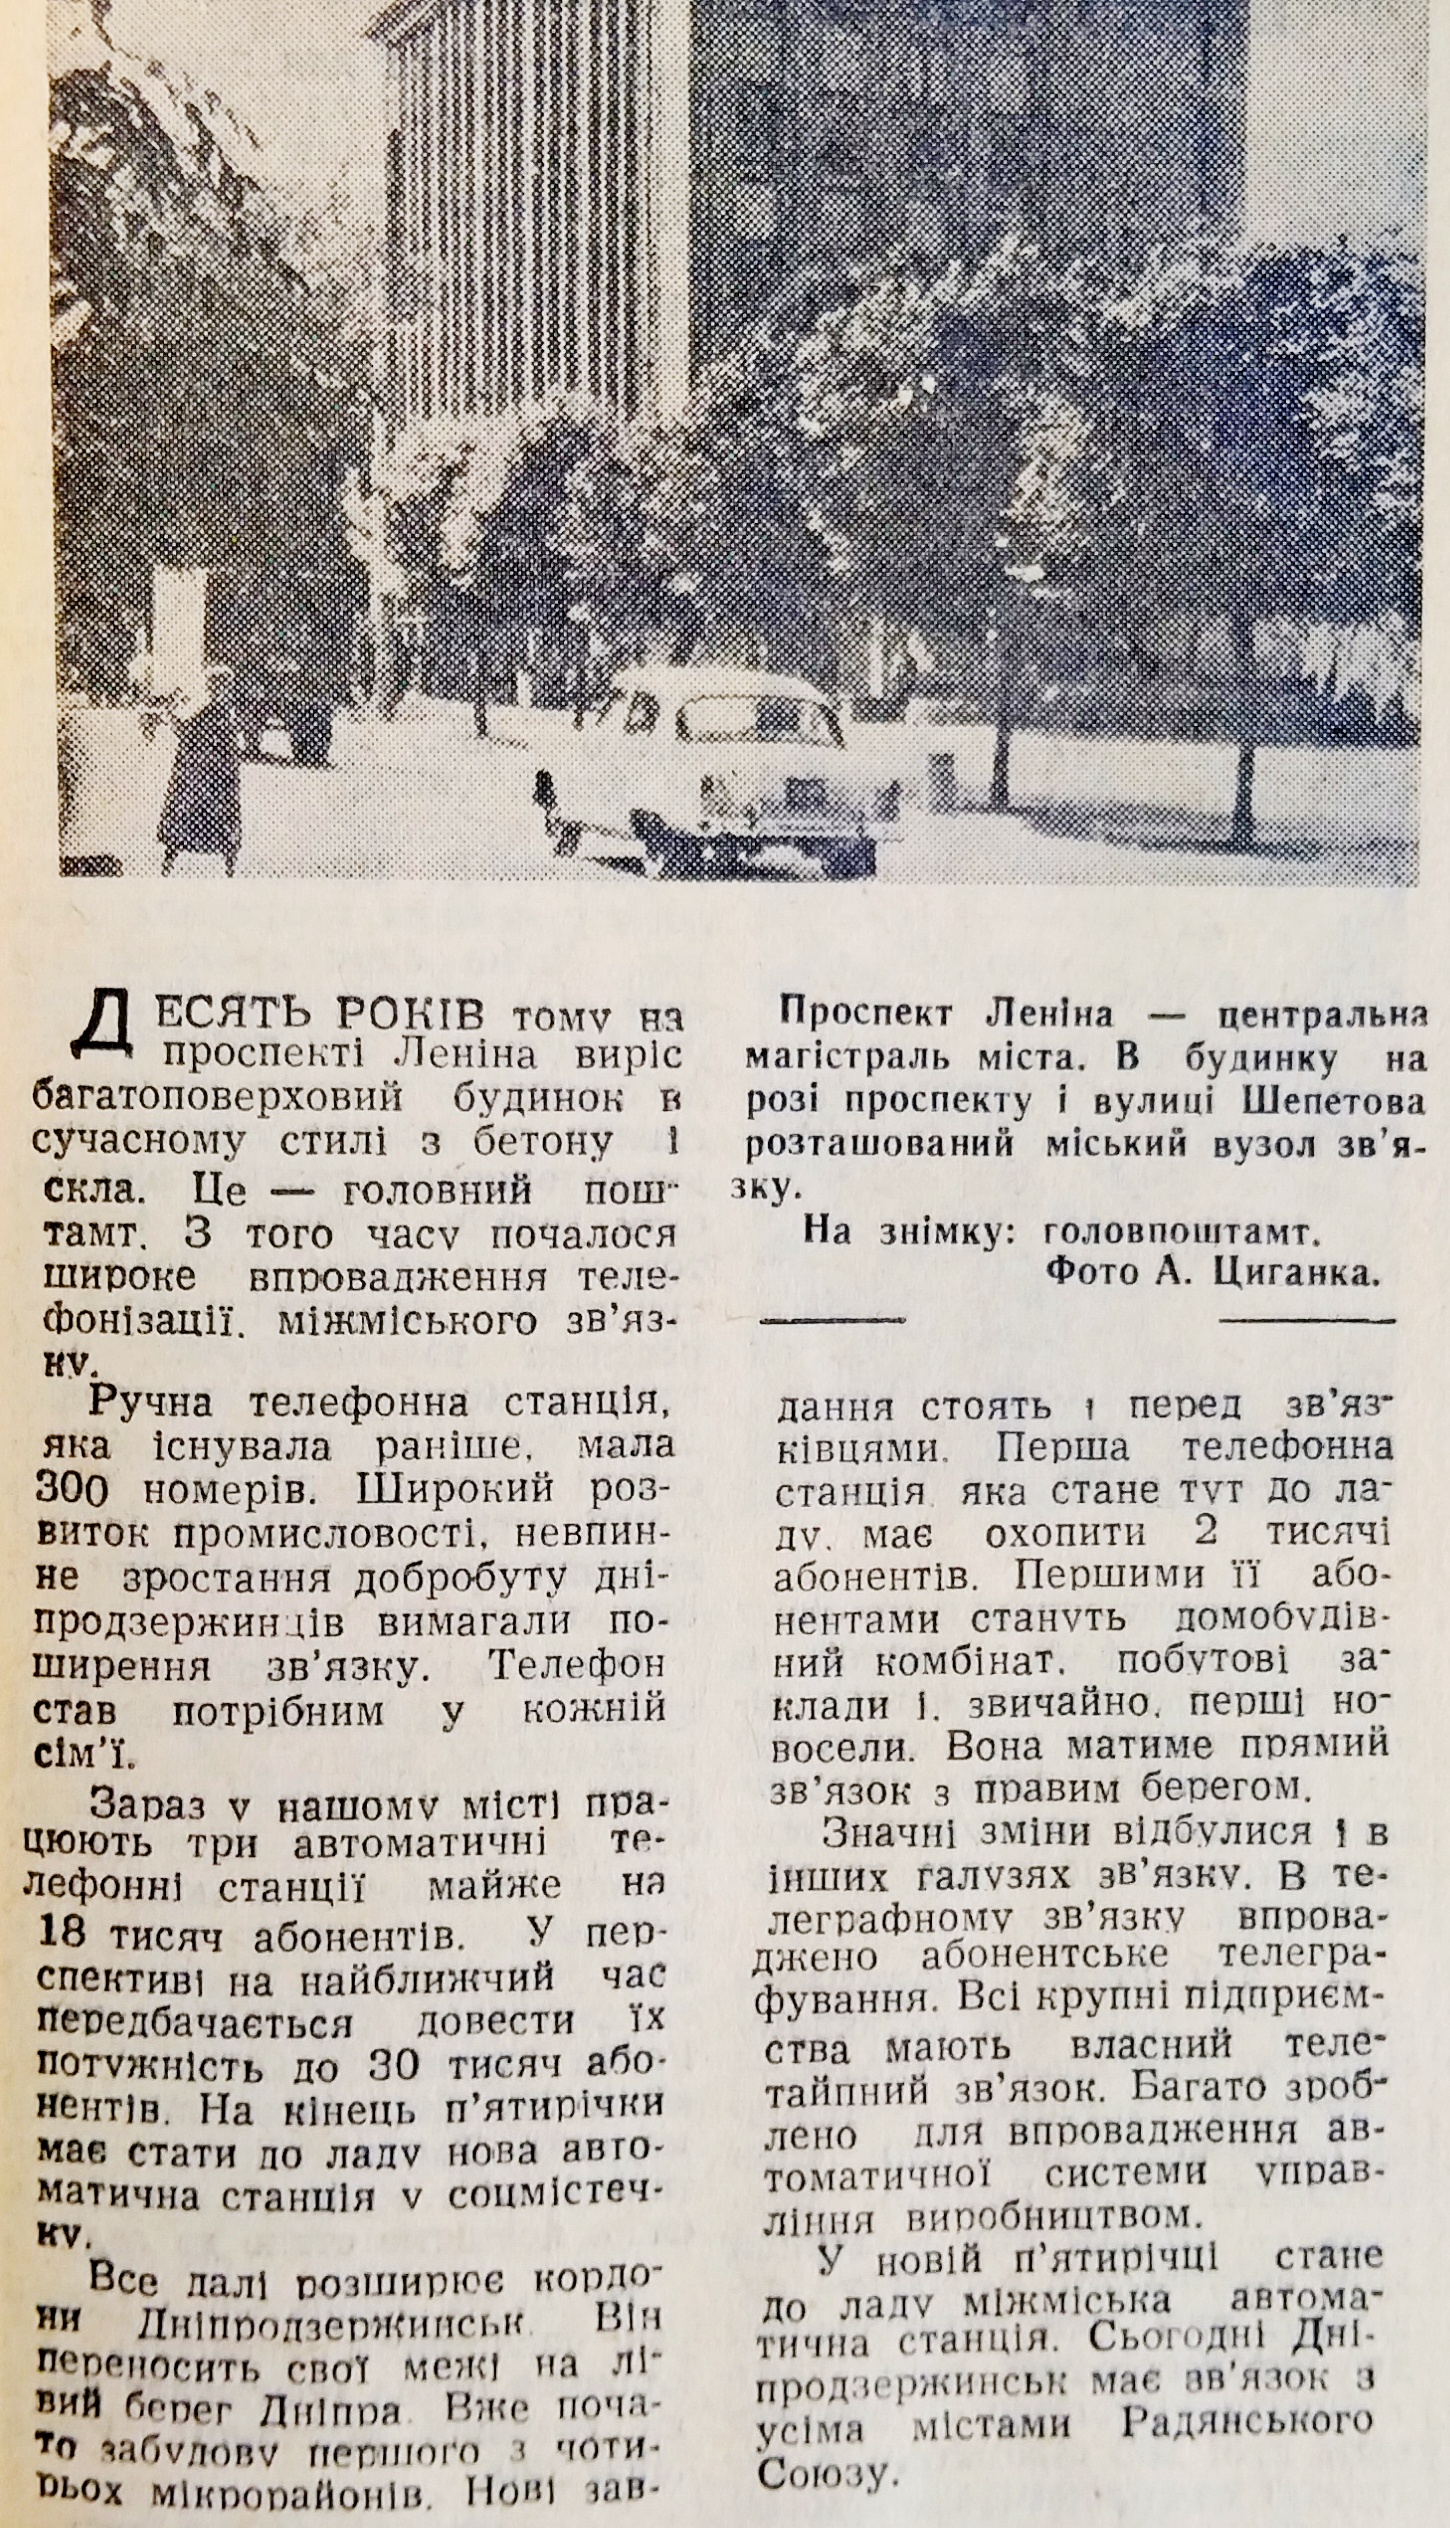 ДЕСЯТЬ РОКІВ тому на
проспекті Леніна виріс
багатоповерховий будинок в
сучасному стилі з бетону і
скла. Це — головний пош-
тамт. З того часу почалося
широке впровадження теле-
фонізації, міжміського зв’яз-
ку.
Ручна телефонна станція,
яка існувала раніше, мала
300 номерів. Широкий роз-
виток промисловості, невпин-
не зростання добробуту дні-
продзержинців вимагали по-
ширення зв’язку. Телефон
став потрібним у кожній
сім’ї.
Зараз у нашому місті пра-
цюють три автоматичні те-
лефонні станції майже на
18 тисяч абонентів. У пер-
спективі на найближчий час
передбачається довести їх
потужність до 30 тисяч або-
нентів. На кінець п’ятирічки
має стати до ладу нова авто-
матична станція у соцмістеч-
ку.
Все далі розширює кордо-
ни Дніпродзержинськ. Він
переносить свої межі на лі-
вий берег Дніпра. Вже поча-
то забудову першого з чоти-
рьох мікрорайонів. Нові зав-
Проспект Леніна — центральна
магістраль міста. В будинку на
розі проспекту і вулиці Шепетова
розташований міський вузол зв’я-
зку.
На знімку: головпоштамт.
Фото А. Циганка.
дання стоять і перед зв’яз-
ківцями. Перша телефонна
станція, яка стане тут до ла-
ду, має охопити 2 тисячі
абонентів. Першими її або-
нентами стануть домобудів-
ний комбінат, побутові за-
клади і, звичайно, перші но-
восели. Вона матиме прямий
зв’язок з правим берегом.
Значні зміни відбулися і в
інших галузях зв’язку. В те-
леграфному зв’язку впрова-
джено абонентське телегра-
фування. Всі крупні підприєм-
ства мають власний теле-
тайпний зв’язок. Багато зроб-
лено для впровадження ав-
томатичної системи управ-
ління виробництвом.
У новій п’ятирічці стане
до ладу міжміська автома-
тична станція. Сьогодні Дні-
продзержинськ має зв’язок з
усіма містами Радянського
Союзу.